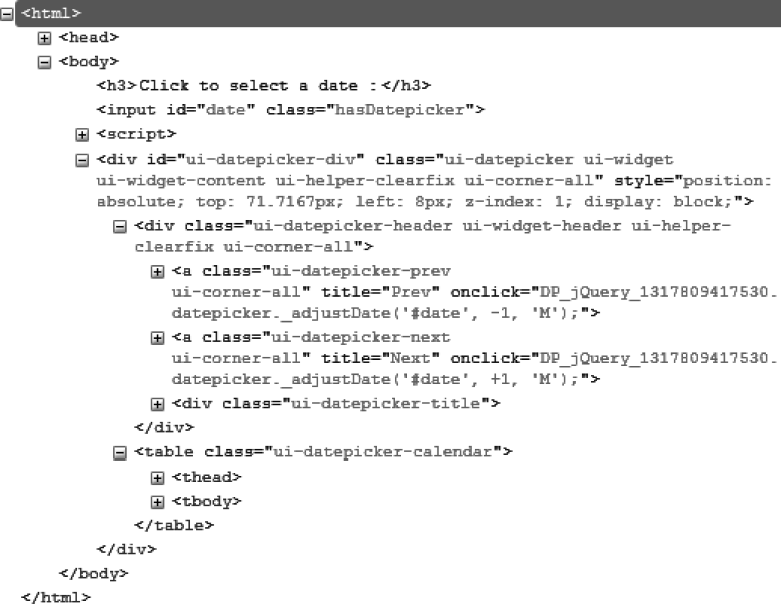 <html>
<head>
<body>
<h3>Click to select a date :</h3>
<input id="date" class="hasDatepicker">
<script>
<div id="ui-datepicker-div" class="ui-datepicker ui-widget
ui-widget-content ui-helper-clearfix ui-corner-all" style="position:
absolute; top: 71.7167px; left: 8px; z-index: 1; display: block;">
<div class="ui-datepicker-header ui-widget-header ui-helper-
clearfix ui-corner-all">
<a class="ui-datepicker-prev
ui-corner-all" title="Prev" onclick="DP_jQuery_1317809417530.
datepicker._adjustDate('#date', -1, 'M');">
<a class="ui-datepicker-next
ui-corner-all" title="Next" onclick="DP_jQuery_1317809417530.
datepicker._adjustDate('#date', +1, 'M');">
<div class="ui-datepicker-title">
</div>
<table class="ui-datepicker-calendar">
<thead>
<tbody>
</table>
</div>
</body>
</html>